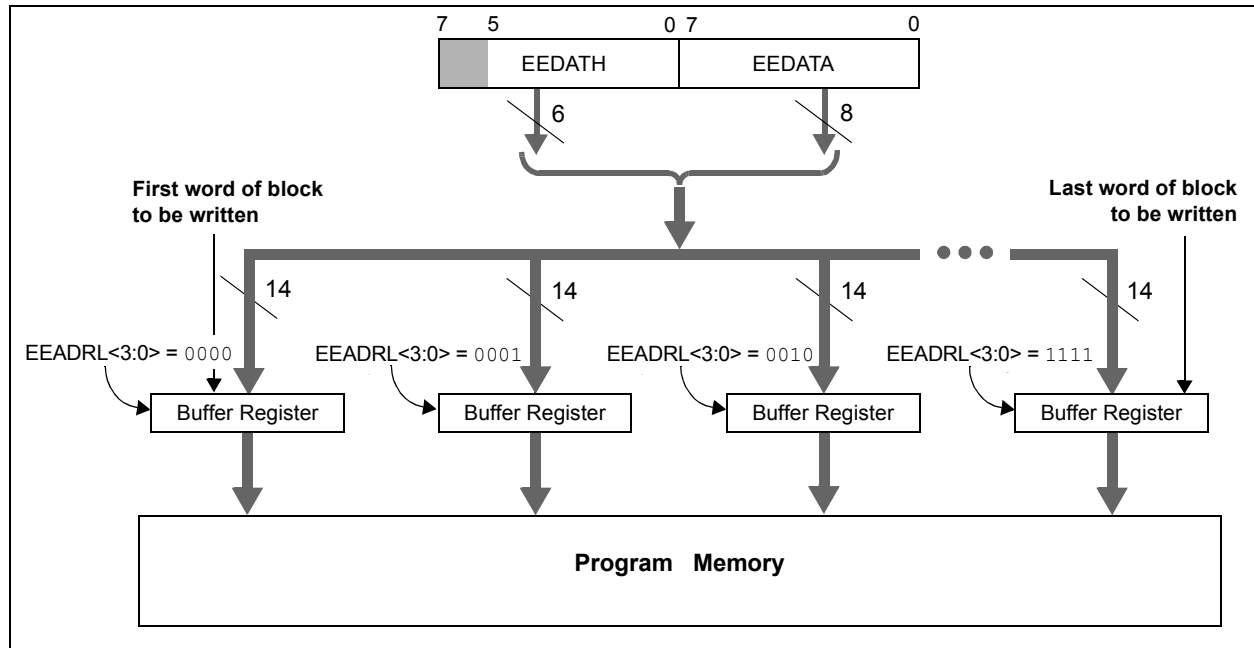 7 5 0 7 0
EEDATH EEDATA
6 8
First word of block
to be written
Last word of block
to be written
14 14 14 14
EEADRL<3:0> = 0000 EEADRL<3:0> = 0001 EEADRL<3:0> = 0010 EEADRL<3:0> = 1111
Buffer Register Buffer Register Buffer Register Buffer Register
Program Memory